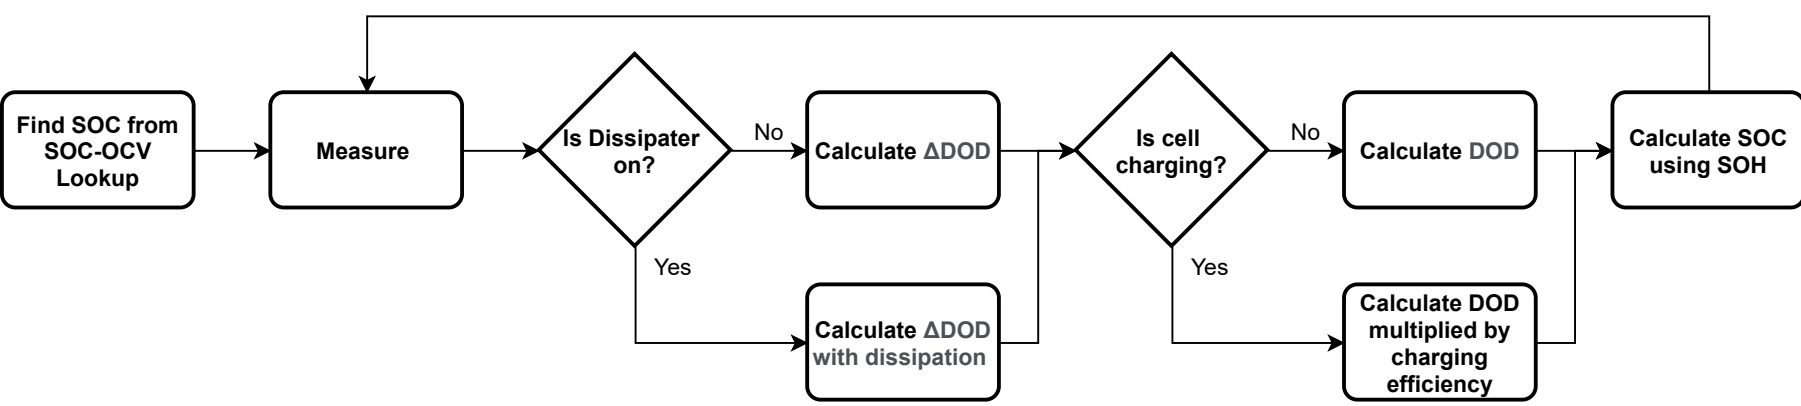 Find SOC from
SOC-OCV
Lookup
Measure
Is Dissipater
on?
No
Yes
Calculate ΔDOD
Calculate ΔDOD
with dissipation
Is cell
charging?
No
Yes
Calculate DOD
Calculate DOD
multiplied by
charging
efficiency
Calculate SOC
using SOH